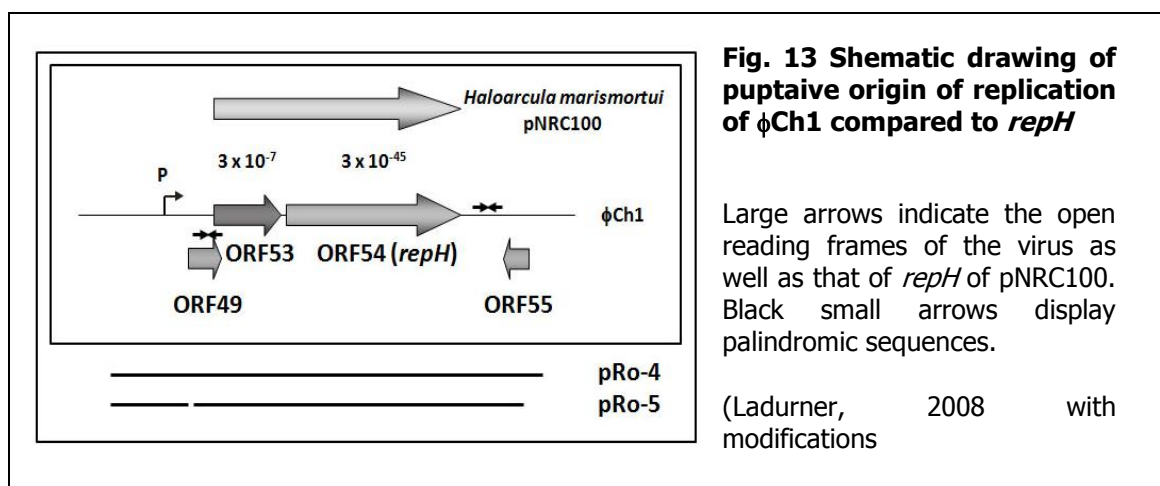 Haloarcula marismortui
pNRC100
3 x 10⁻⁷ 3 x 10⁻⁴⁵
P
ϕCh1
ORF53 ORF54 (repH)
ORF49 ORF55
pRo-4
pRo-5
Fig. 13 Shematic drawing of
puptaive origin of replication
of ϕCh1 compared to repH
Large arrows indicate the open
reading frames of the virus as
well as that of repH of pNRC100.
Black small arrows display
palindromic sequences.
(Ladurner, 2008 with
modifications